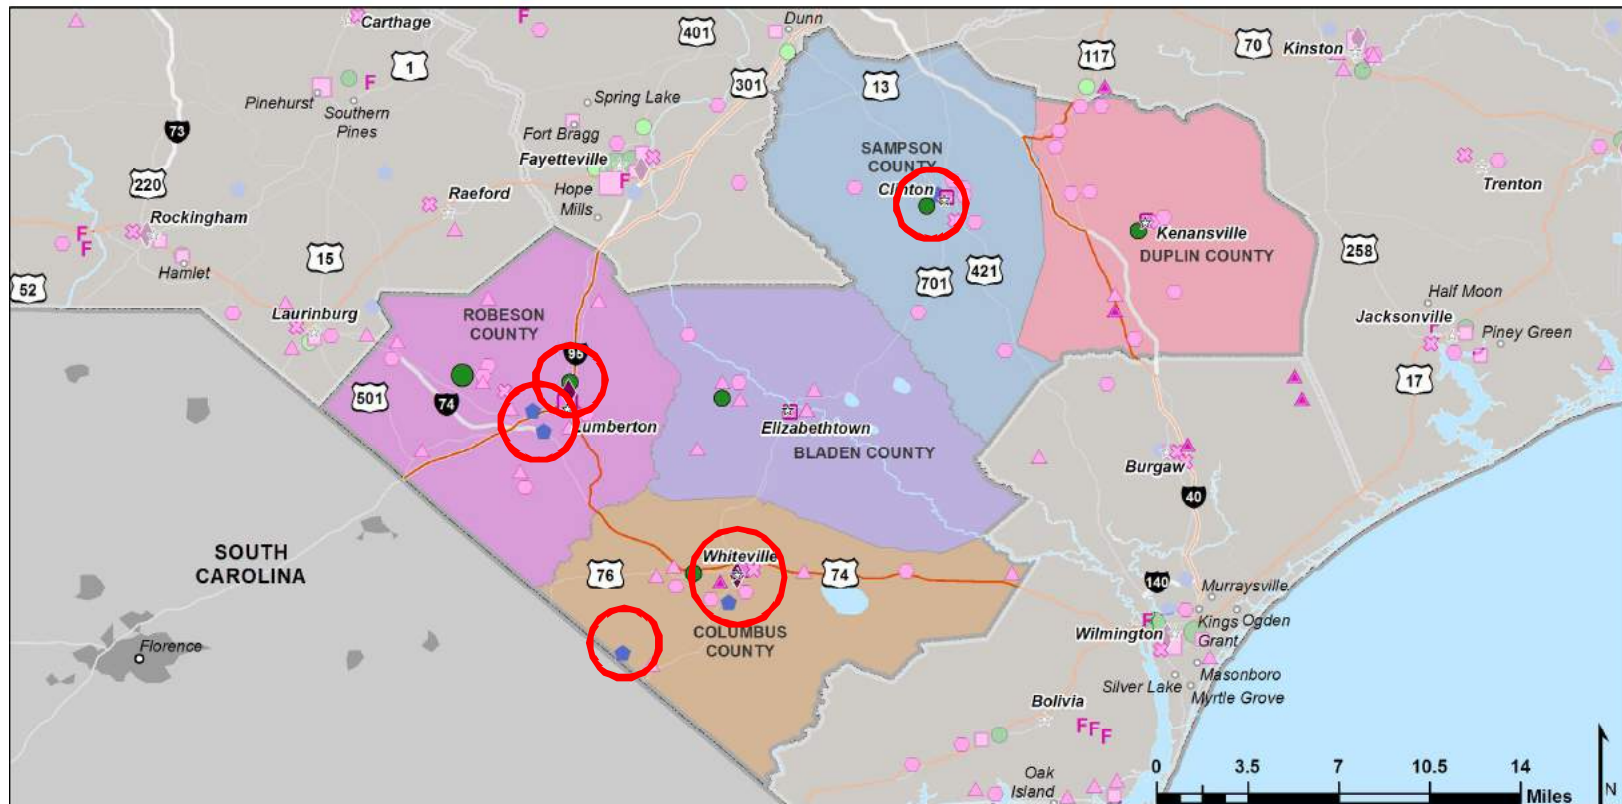 Carthage
Dunn
401
1
117
70
Kinston
301
13
Pinehurst
Southern
Pines
Spring Lake
73
Fort Bragg
Fayetteville
SAMPSON
COUNTY
Clinton
220
Raeford
Hope
Mills
Trenton
Rockingham
Kenansville
DUPLIN COUNTY
258
15
Hamlet
52
701
421
Half Moon
Jacksonville
Piney Green
Laurinburg
ROBESON
COUNTY
95
17
501
74
Lumberton
Elizabethtown
BLADEN COUNTY
Burgaw
40
SOUTH
CAROLINA
76
Whiteville
74
140
Murraysville
Kings
Grant
Ogden
Wilmington
COLUMBUS
COUNTY
Florence
Masonboro
Silver Lake
Myrtle Grove
Bolivia
Oak
Island
F
F
F
F
F
F
F
F
F
F
0
3.5
7
10.5
14
Miles
N